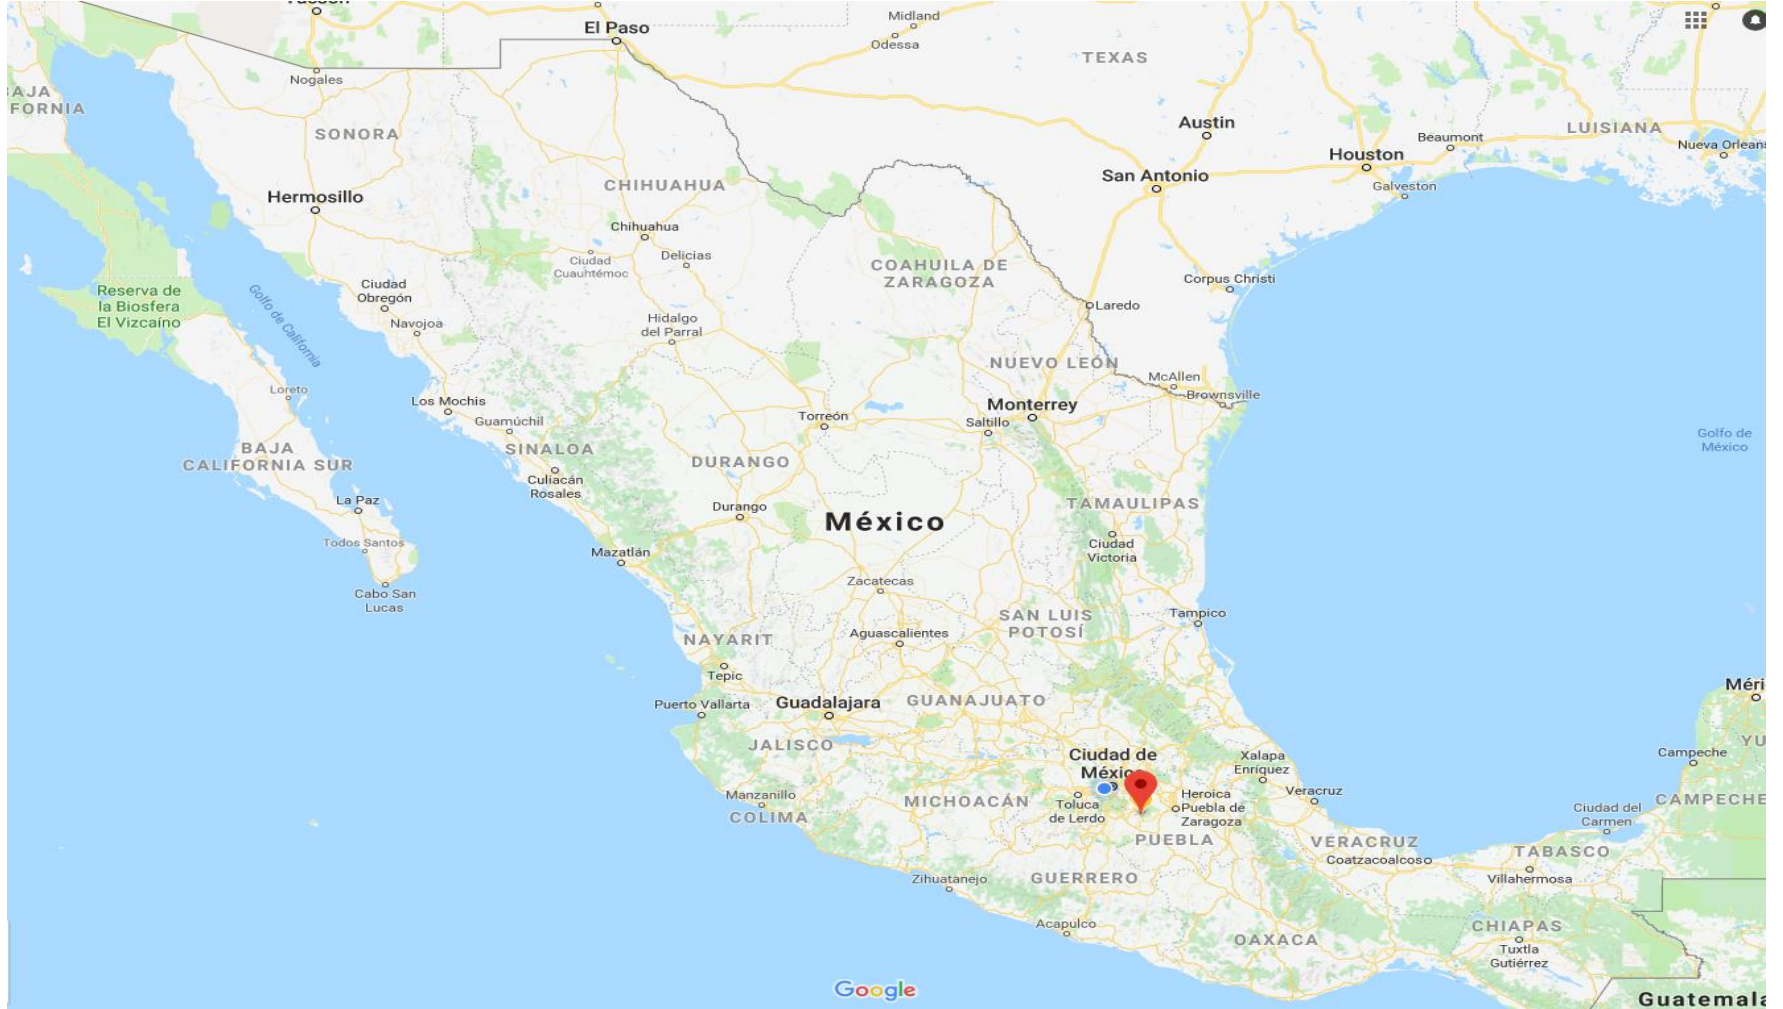 Tucson
El Paso
Midland
Odessa
TEXAS
Nogales
BAJA
FORNIA
SONORA
Austin
LUISIANA
Beaumont
Houston
Nueva Orleans
San Antonio
Galveston
Hermosillo
CHIHUAHUA
Chihuahua
Delicias
Ciudad
Cuauhtémoc
COAHUILA DE
ZARAGOZA
Corpus Christi
Reserva de
la Biosfera
El Vizcaíno
Golfo de California
Ciudad
Obregón
Navojoa
Laredo
Hidalgo
del Parral
NUEVO LEÓN
McAllen
Brownsville
Loreto
Los Mochis
Guamúchil
Torreón
Monterrey
Saltillo
Golfo de
México
BAJA
CALIFORNIA SUR
SINALOA
DURANGO
Culiacán
Rosales
La Paz
Durango
México
TAMAULIPAS
Todos Santos
Mazatlán
Ciudad
Victoria
Cabo San
Lucas
Zacatecas
SAN LUIS
POTOSÍ
Tampico
NAYARIT
Aguascalientes
Tepic
Puerto Vallarta
Guadalajara
GUANAJUATO
Méri
JALISCO
Ciudad de
México
Xalapa
Enríquez
Campeche
YU
Manzanillo
COLIMA
MICHOACÁN
Toluca
de Lerdo
Heroica
Puebla de
Zaragoza
Veracruz
Ciudad del
Carmen
CAMPECHE
PUEBLA
VERACRUZ
Coatzacoalcos
TABASCO
Villahermosa
Zihuatanejo
GUERRERO
Acapulco
OAXACA
CHIAPAS
Tuxtla
Gutiérrez
Google
Guatemala